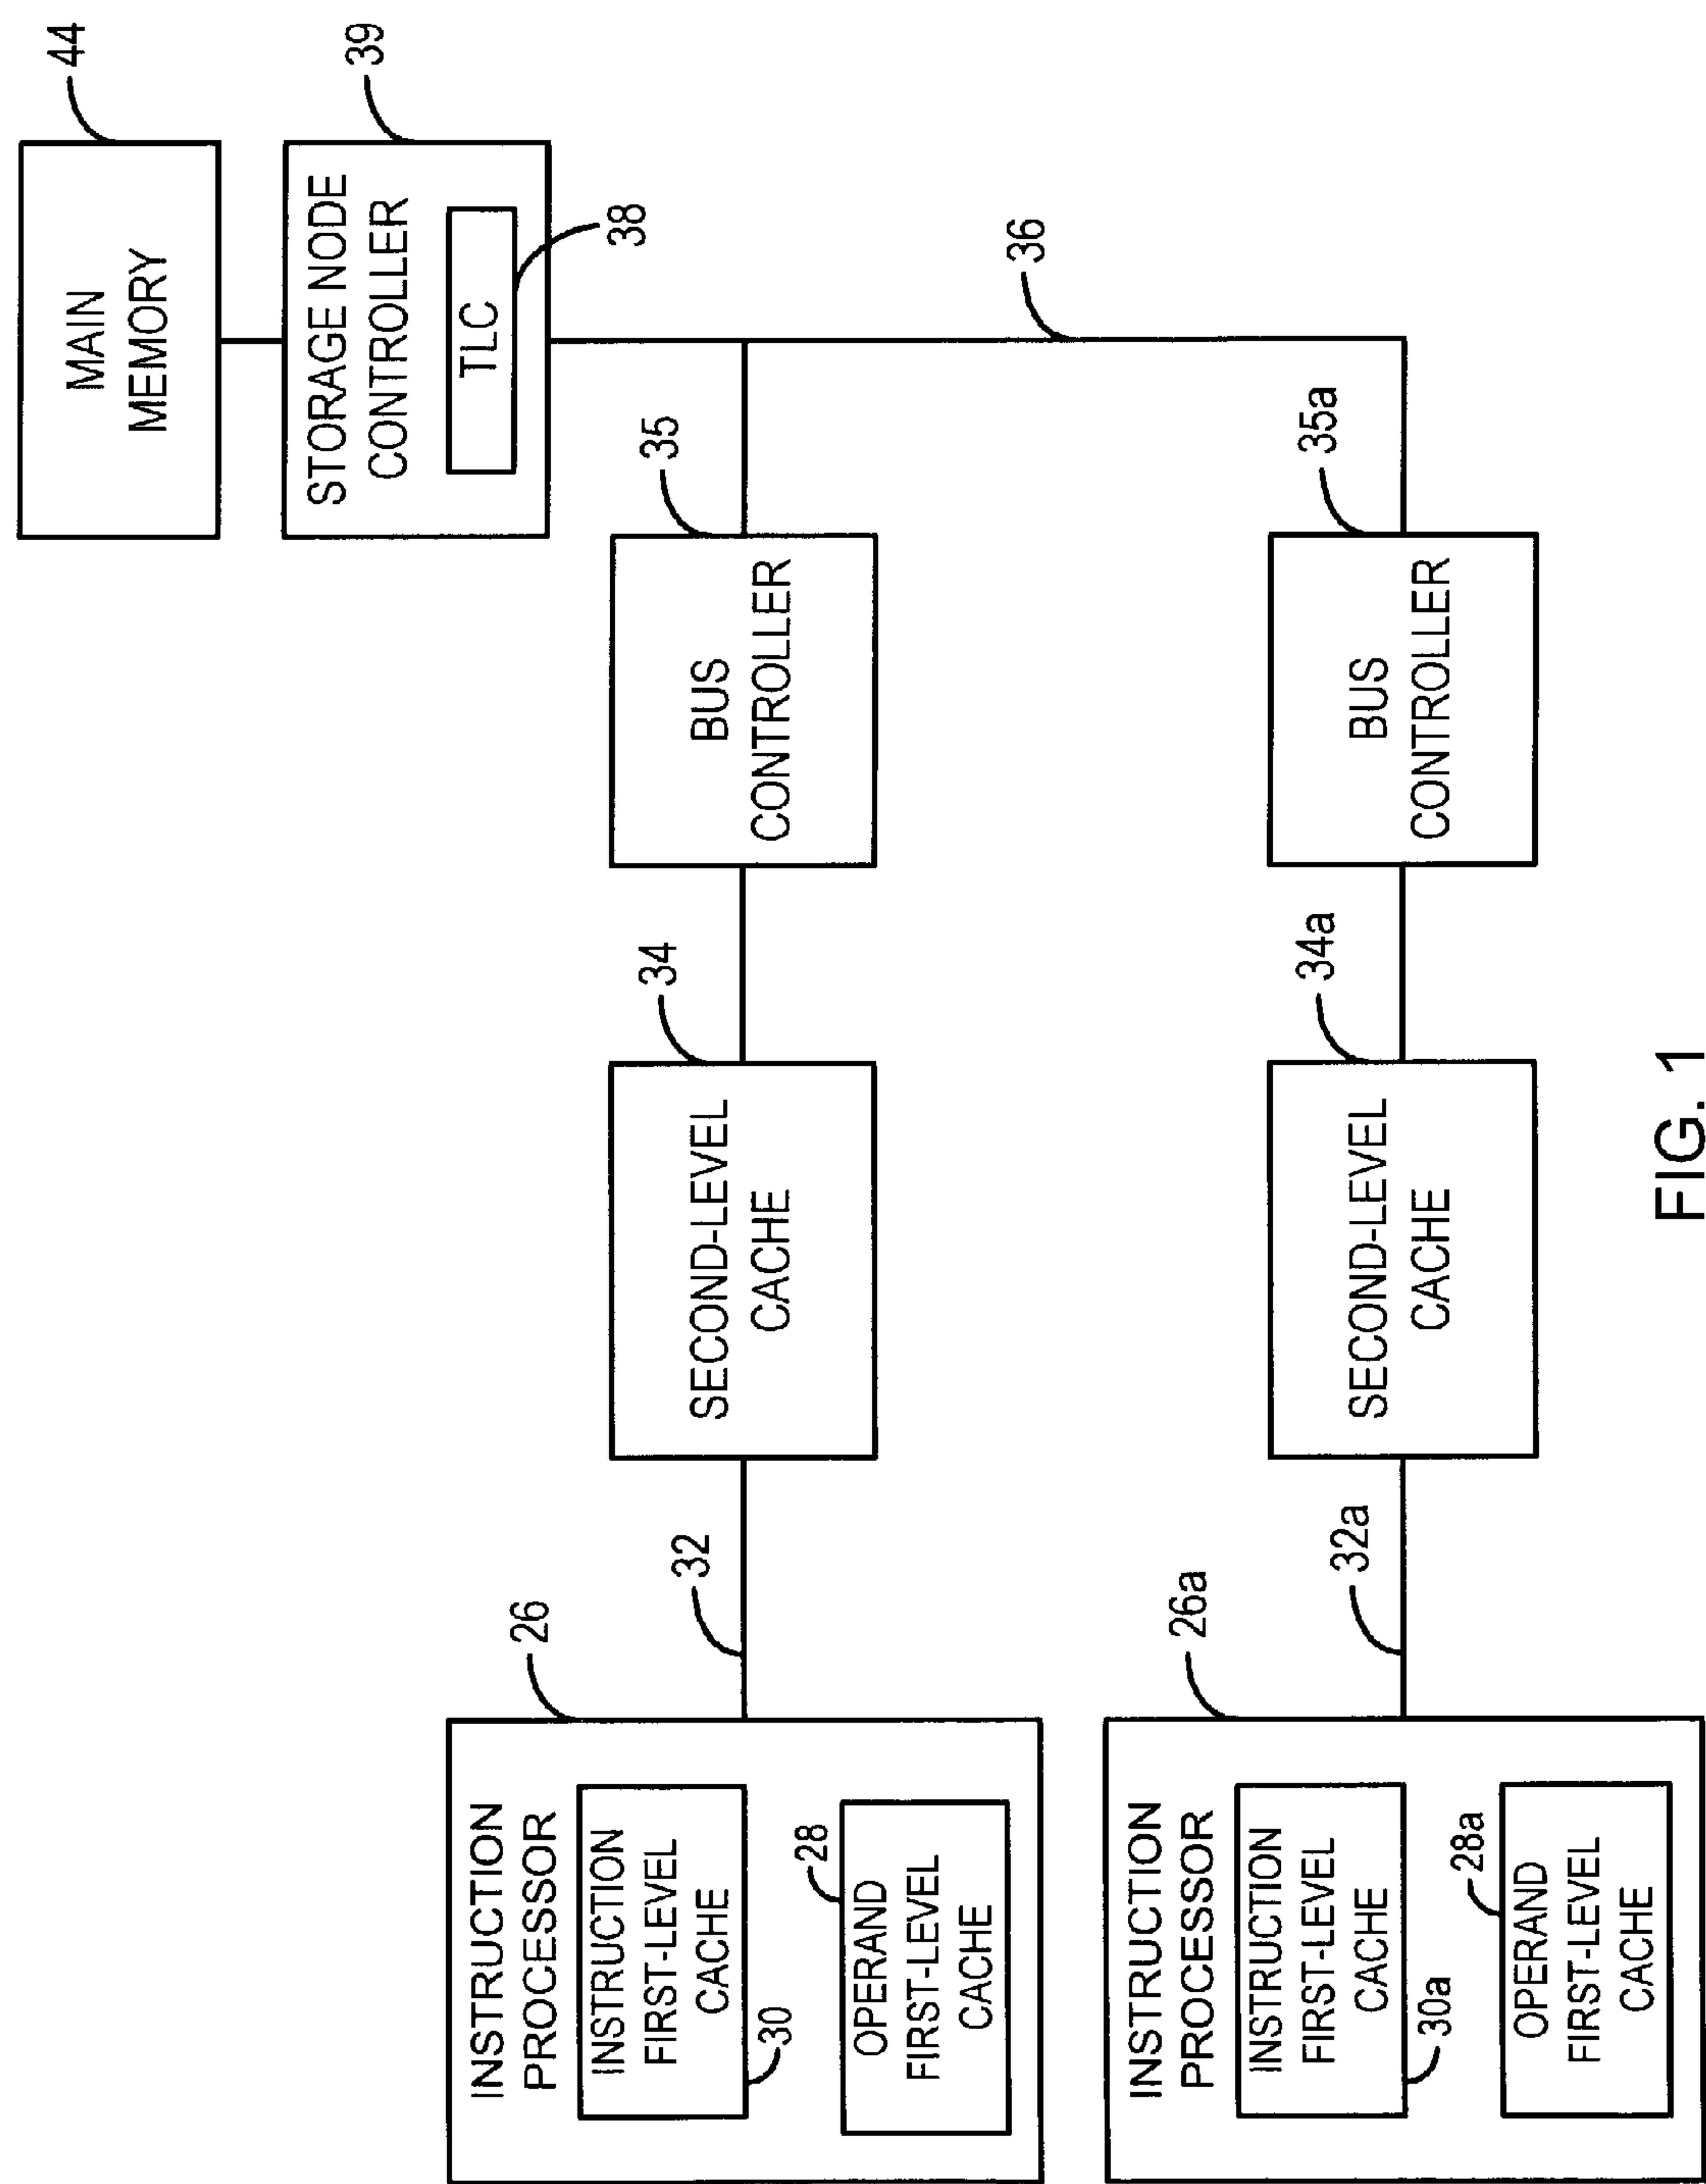 MAIN
MEMORY
44
STORAGE NODE
CONTROLLER
39
TLC
38
36
INSTRUCTION
PROCESSOR
26
INSTRUCTION
FIRST-LEVEL
CACHE
30
OPERAND
FIRST-LEVEL
CACHE
28
32
SECOND-LEVEL
CACHE
34
BUS
CONTROLLER
35
INSTRUCTION
PROCESSOR
26a
INSTRUCTION
FIRST-LEVEL
CACHE
30a
OPERAND
FIRST-LEVEL
CACHE
28a
32a
SECOND-LEVEL
CACHE
34a
BUS
CONTROLLER
35a
FIG. 1